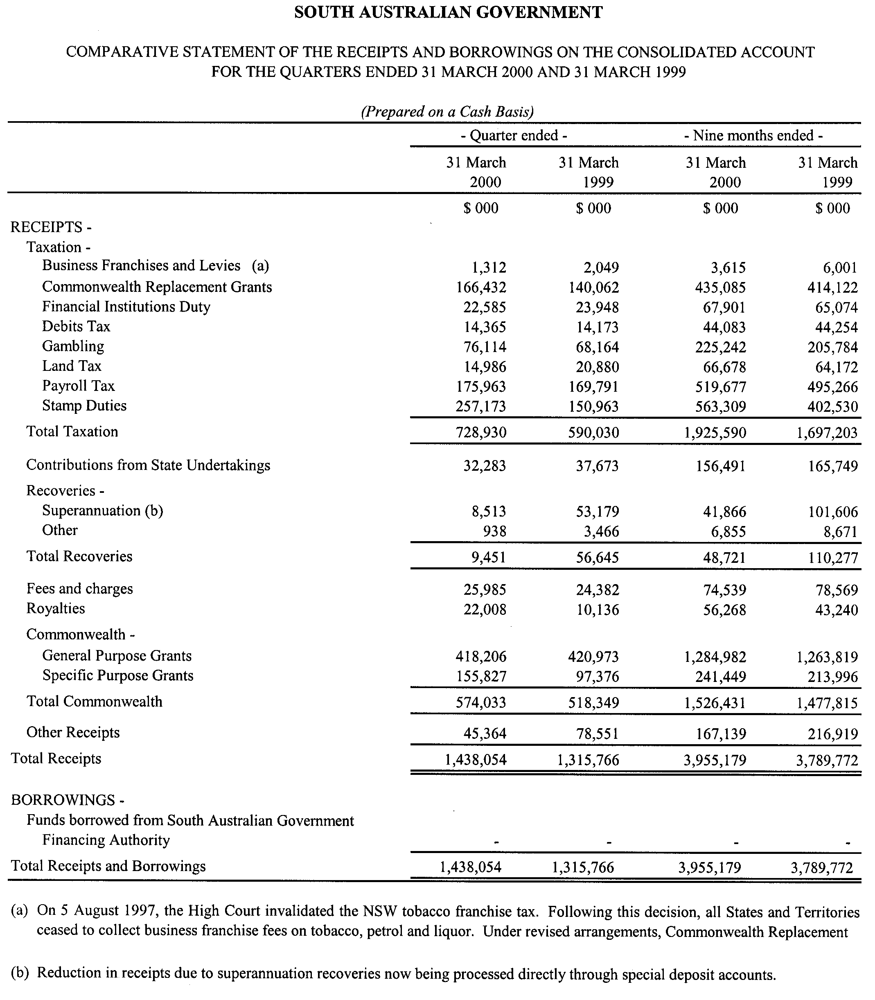 SOUTH AUSTRALIAN GOVERNMENT
COMPARATIVE STATEMENT OF THE RECEIPTS AND BORROWINGS ON THE CONSOLIDATED ACCOUNT
FOR THE QUARTERS ENDED 31 MARCH 2000 AND 31 MARCH 1999
(Prepared on a Cash Basis)
- Quarter ended - - Nine months ended -
31 March 31 March 31 March 31 March
2000 1999 2000 1999
$ 000 $ 000 $ 000 $ 000
RECEIPTS -
Taxation -
Business Franchises and Levies (a) 1,312 2,049 3,615 6,001
Commonwealth Replacement Grants 166,432 140,062 435,085 414,122
Financial Institutions Duty 22,585 23,948 67,901 65,074
Debits Tax 14,365 14,173 44,083 44,254
Gambling 76,114 68,164 225,242 205,784
Land Tax 14,986 20,880 66,678 64,172
Payroll Tax 175,963 169,791 519,677 495,266
Stamp Duties 257,173 150,963 563,309 402,530
Total Taxation 728,930 590,030 1,925,590 1,697,203
Contributions from State Undertakings 32,283 37,673 156,491 165,749
Recoveries -
Superannuation (b) 8,513 53,179 41,866 101,606
Other 938 3,466 6,855 8,671
Total Recoveries 9,451 56,645 48,721 110,277
Fees and charges 25,985 24,382 74,539 78,569
Royalties 22,008 10,136 56,268 43,240
Commonwealth -
General Purpose Grants 418,206 420,973 1,284,982 1,263,819
Specific Purpose Grants 155,827 97,376 241,449 213,996
Total Commonwealth 574,033 518,349 1,526,431 1,477,815
Other Receipts 45,364 78,551 167,139 216,919
Total Receipts 1,438,054 1,315,766 3,955,179 3,789,772
BORROWINGS -
Funds borrowed from South Australian Government
Financing Authority - - - -
Total Receipts and Borrowings 1,438,054 1,315,766 3,955,179 3,789,772
(a) On 5 August 1997, the High Court invalidated the NSW tobacco franchise tax. Following this decision, all States and Territories
ceased to collect business franchise fees on tobacco, petrol and liquor. Under revised arrangements, Commonwealth Replacement
(b) Reduction in receipts due to superannuation recoveries now being processed directly through special deposit accounts.